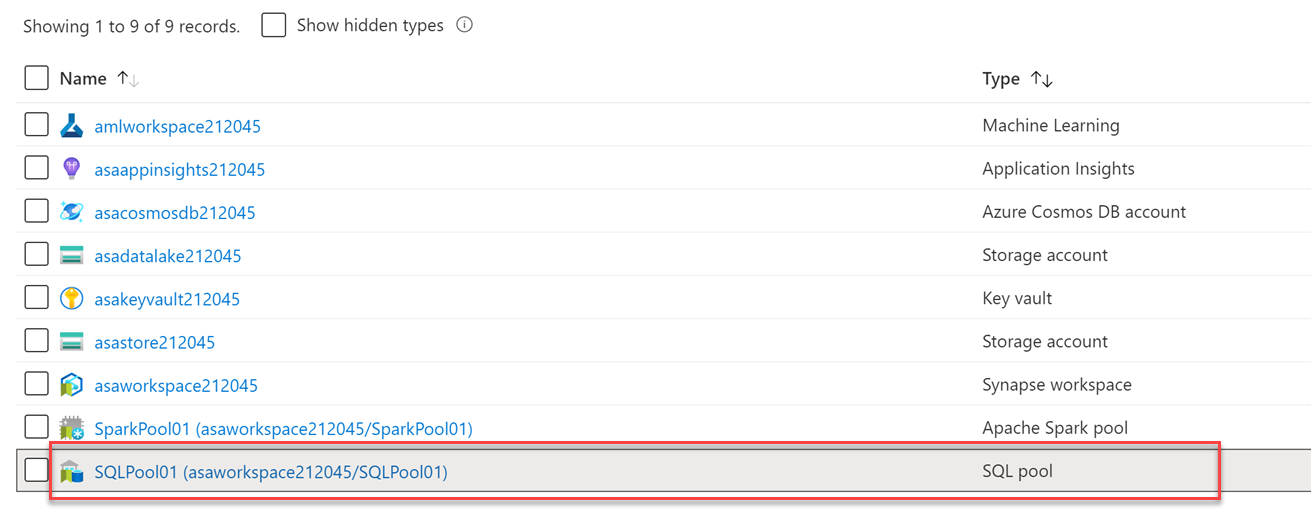 Showing 1 to 9 of 9 records. Show hidden types
Name Type
amlworkspace212045 Machine Learning
asaappinsights212045 Application Insights
asacosmosdb212045 Azure Cosmos DB account
asadatalake212045 Storage account
asakeyvault212045 Key vault
asastore212045 Storage account
asaworkspace212045 Synapse workspace
SparkPool01 (asaworkspace212045/SparkPool01) Apache Spark pool
SQLPool01 (asaworkspace212045/SQLPool01) SQL pool